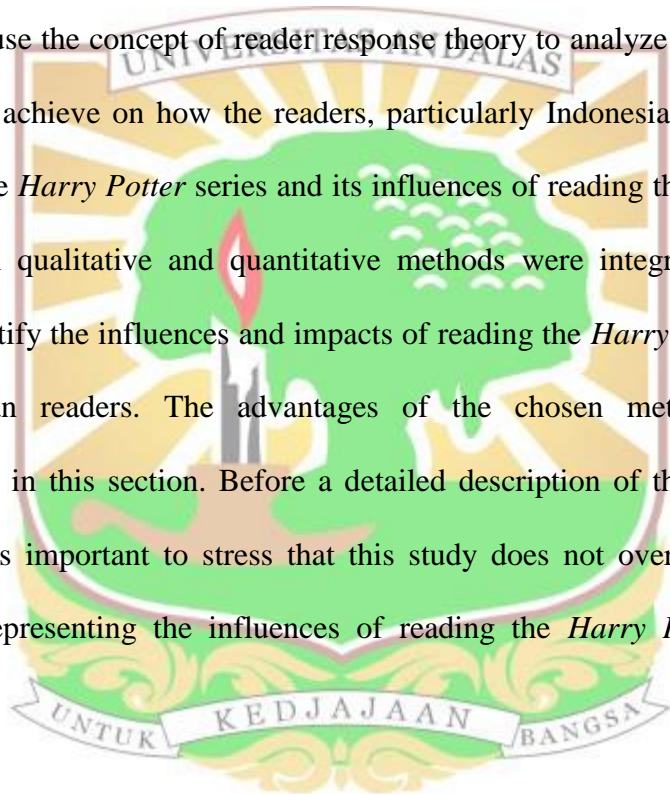 use the concept of reader response theory to analyze
UNIVERSITAS ANDALAS
achieve on how the readers, particularly Indonesia
Harry Potter series and its influences of reading th
qualitative and quantitative methods were integr
tify the influences and impacts of reading the Harry
an readers. The advantages of the chosen met
in this section. Before a detailed description of th
s important to stress that this study does not over
epresenting the influences of reading the Harry
UNTUK KEDJAJAAN BANGSA